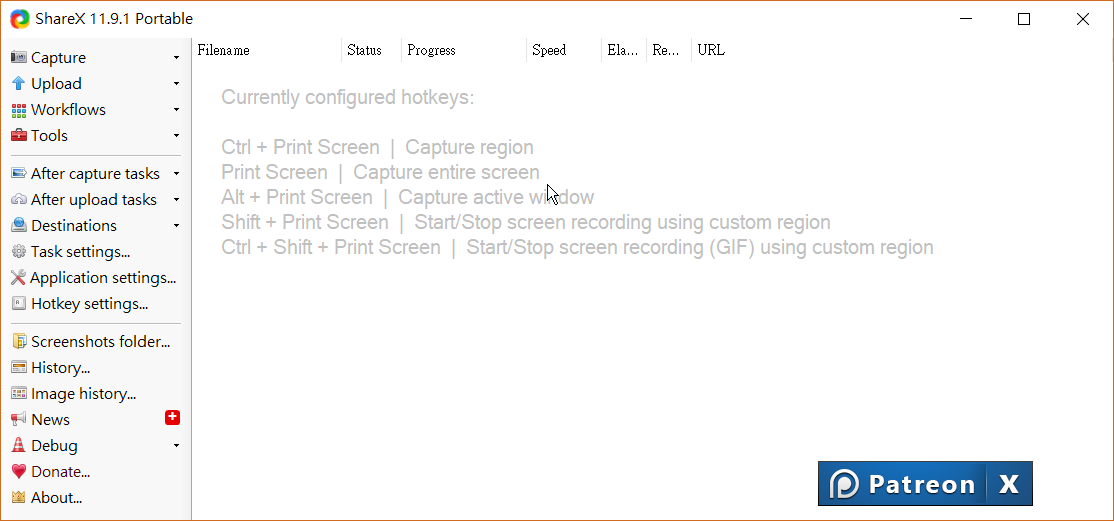 ShareX 11.9.1 Portable
Capture
Upload
Workflows
Tools
After capture tasks
After upload tasks
Destinations
Task settings...
Application settings...
Hotkey settings...
Screenshots folder...
History...
Image history...
News
Debug
Donate...
About...
Filename Status Progress Speed Ela... Re... URL
Currently configured hotkeys:
Ctrl + Print Screen | Capture region
Print Screen | Capture entire screen
Alt + Print Screen | Capture active window
Shift + Print Screen | Start/Stop screen recording using custom region
Ctrl + Shift + Print Screen | Start/Stop screen recording (GIF) using custom region
Patreon X